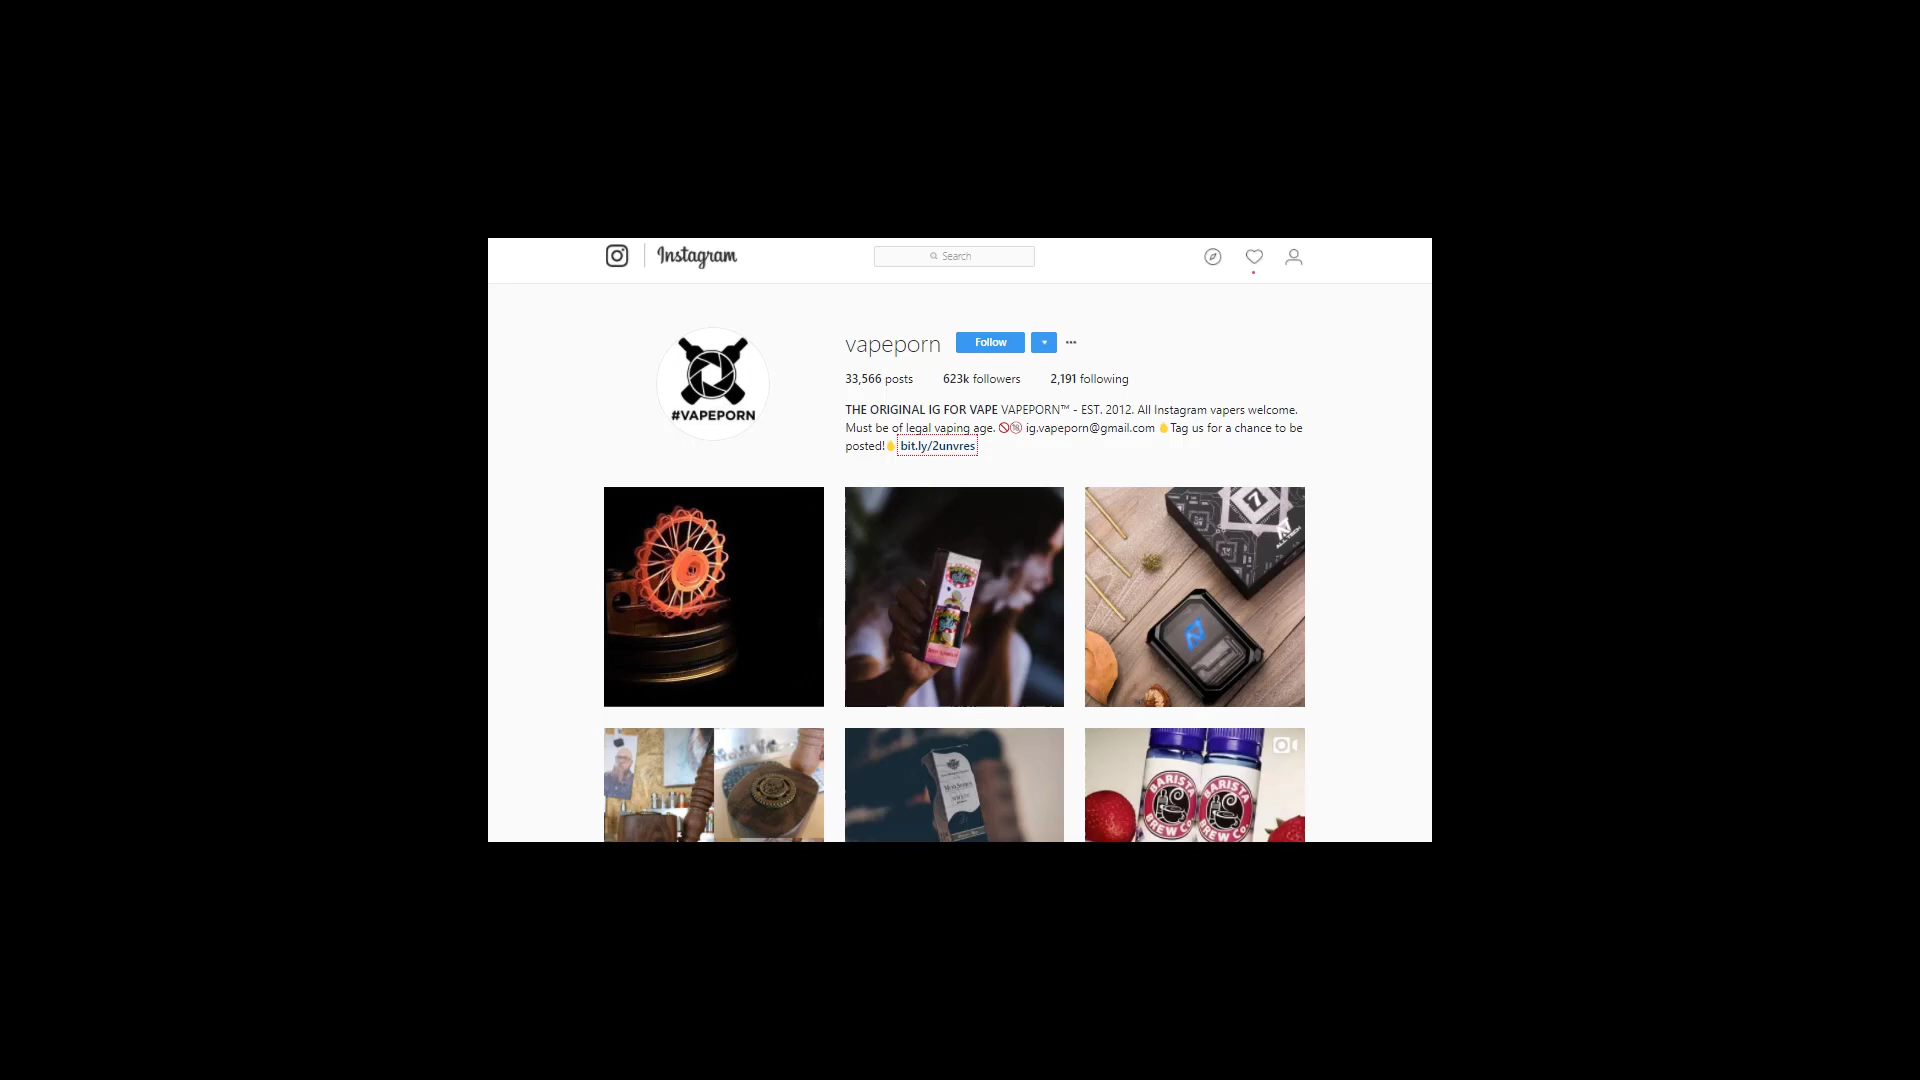 Instagram
Search
vapeporn Follow
33,566 posts 623k followers 2,191 following
THE ORIGINAL IG FOR VAPE VAPEPORN™ - EST. 2012. All Instagram vapers welcome.
Must be of legal vaping age. 🚫🔞 ig.vapeporn@gmail.com ✋Tag us for a chance to be
posted!✋ bit.ly/2unvres
#VAPEPORN
7
BARISTA
BREW Co.
BARISTA
BREW Co.